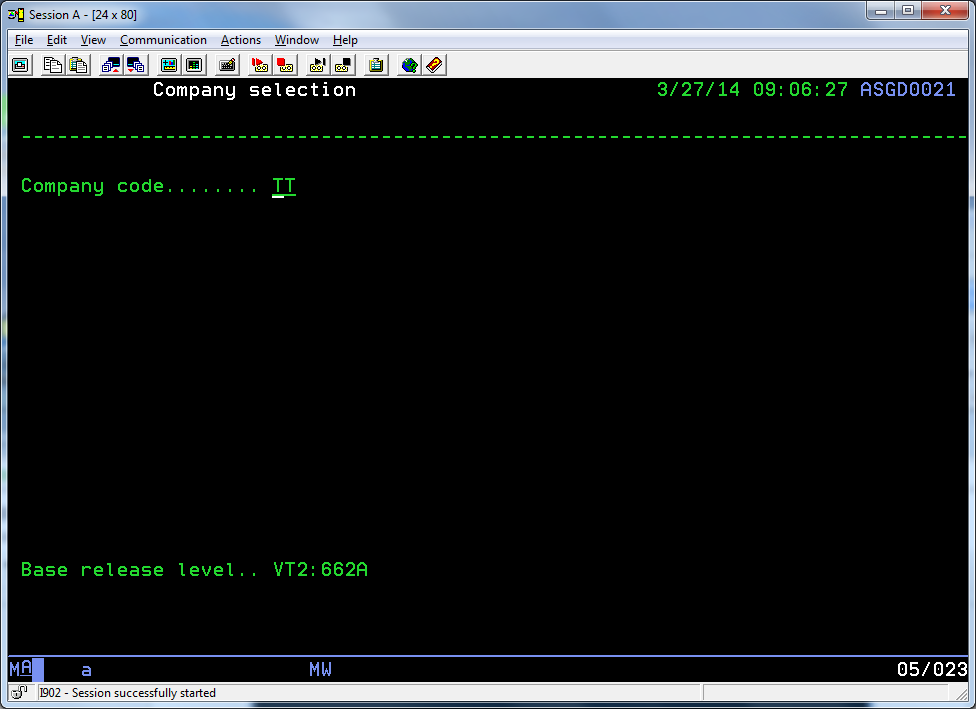 Session A - [24 x 80]
File Edit View Communication Actions Window Help
Company selection 3/27/14 09:06:27 ASGD0021
-------------------------------------------------------------------------------
Company code........ TT
Base release level.. VT2:662A
MA a MW 05/023
I902 - Session successfully started